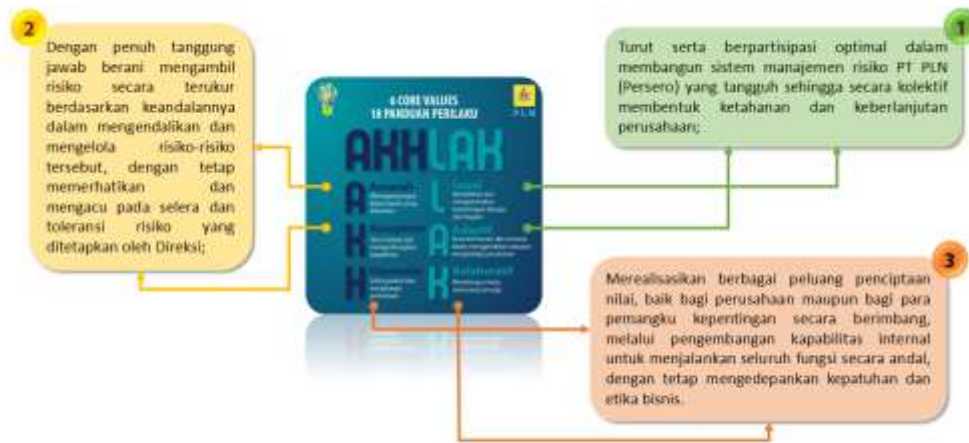 2
Dengan penuh tanggung
jawab berani mengambil
risiko secara terukur
berdasarkan keandalannya
dalam mengendalikan dan
mengelola risiko-risiko
tersebut, dengan tetap
memerhatikan dan
mengacu pada selera dan
toleransi risiko yang
ditetapkan oleh Direksi;
6 CORE VALUES
18 PANDUAN PERILAKU
PLN
AKHLAK
A
K
H
L
A Adaptif
K Kolaboratif
1
Turut serta berpartisipasi optimal dalam
membangun sistem manajemen risiko PT PLN
(Persero) yang tangguh sehingga secara kolektif
membentuk ketahanan dan keberlanjutan
perusahaan;
3
Merealisasikan berbagai peluang penciptaan
nilai, baik bagi perusahaan maupun bagi para
pemangku kepentingan secara berimbang,
melalui pengembangan kapabilitas internal
untuk menjalankan seluruh fungsi secara andal,
dengan tetap mengedepankan kepatuhan dan
etika bisnis.